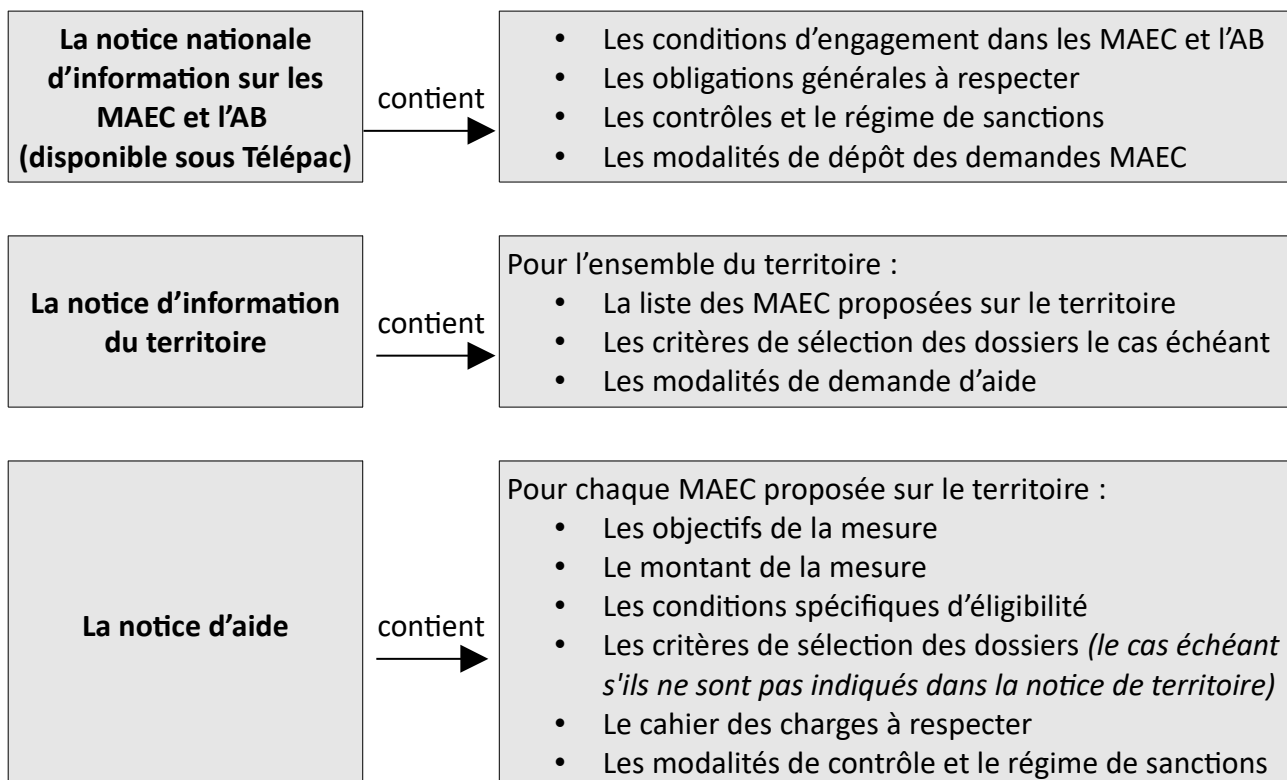 La notice nationale
d'information sur les
MAEC et l'AB
(disponible sous Télépac)
contient
• Les conditions d'engagement dans les MAEC et l'AB
• Les obligations générales à respecter
• Les contrôles et le régime de sanctions
• Les modalités de dépôt des demandes MAEC
La notice d'information
du territoire
contient
Pour l'ensemble du territoire :
• La liste des MAEC proposées sur le territoire
• Les critères de sélection des dossiers le cas échéant
• Les modalités de demande d'aide
La notice d'aide
contient
Pour chaque MAEC proposée sur le territoire :
• Les objectifs de la mesure
• Le montant de la mesure
• Les conditions spécifiques d'éligibilité
• Les critères de sélection des dossiers (le cas échéant
s'ils ne sont pas indiqués dans la notice de territoire)
• Le cahier des charges à respecter
• Les modalités de contrôle et le régime de sanctions